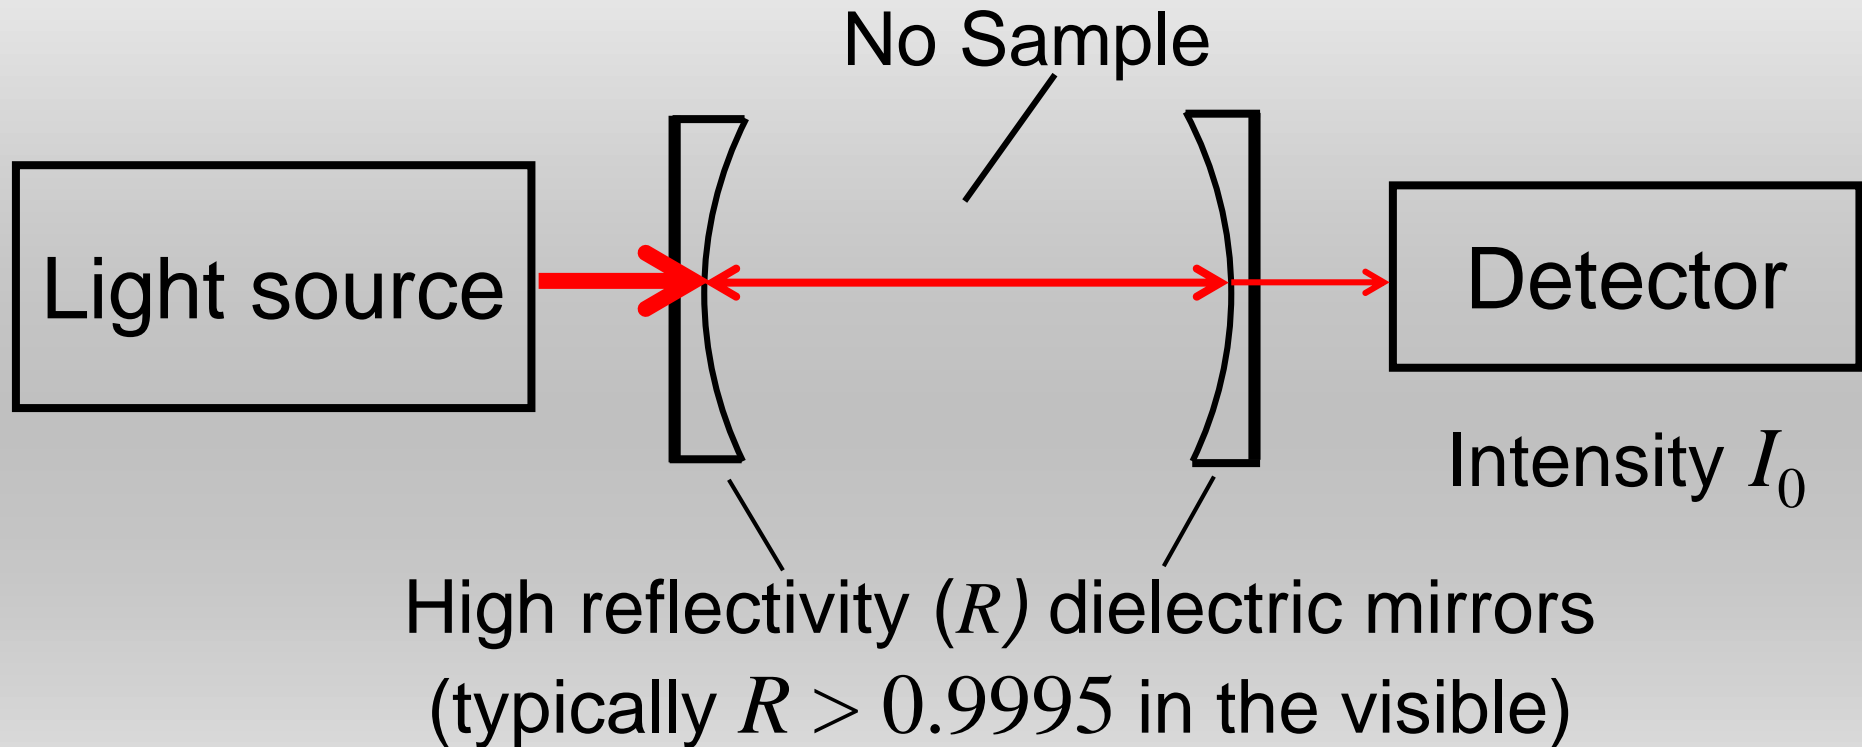 No Sample
Light source
Detector
Intensity I₀
High reflectivity (R) dielectric mirrors
(typically R > 0.9995 in the visible)